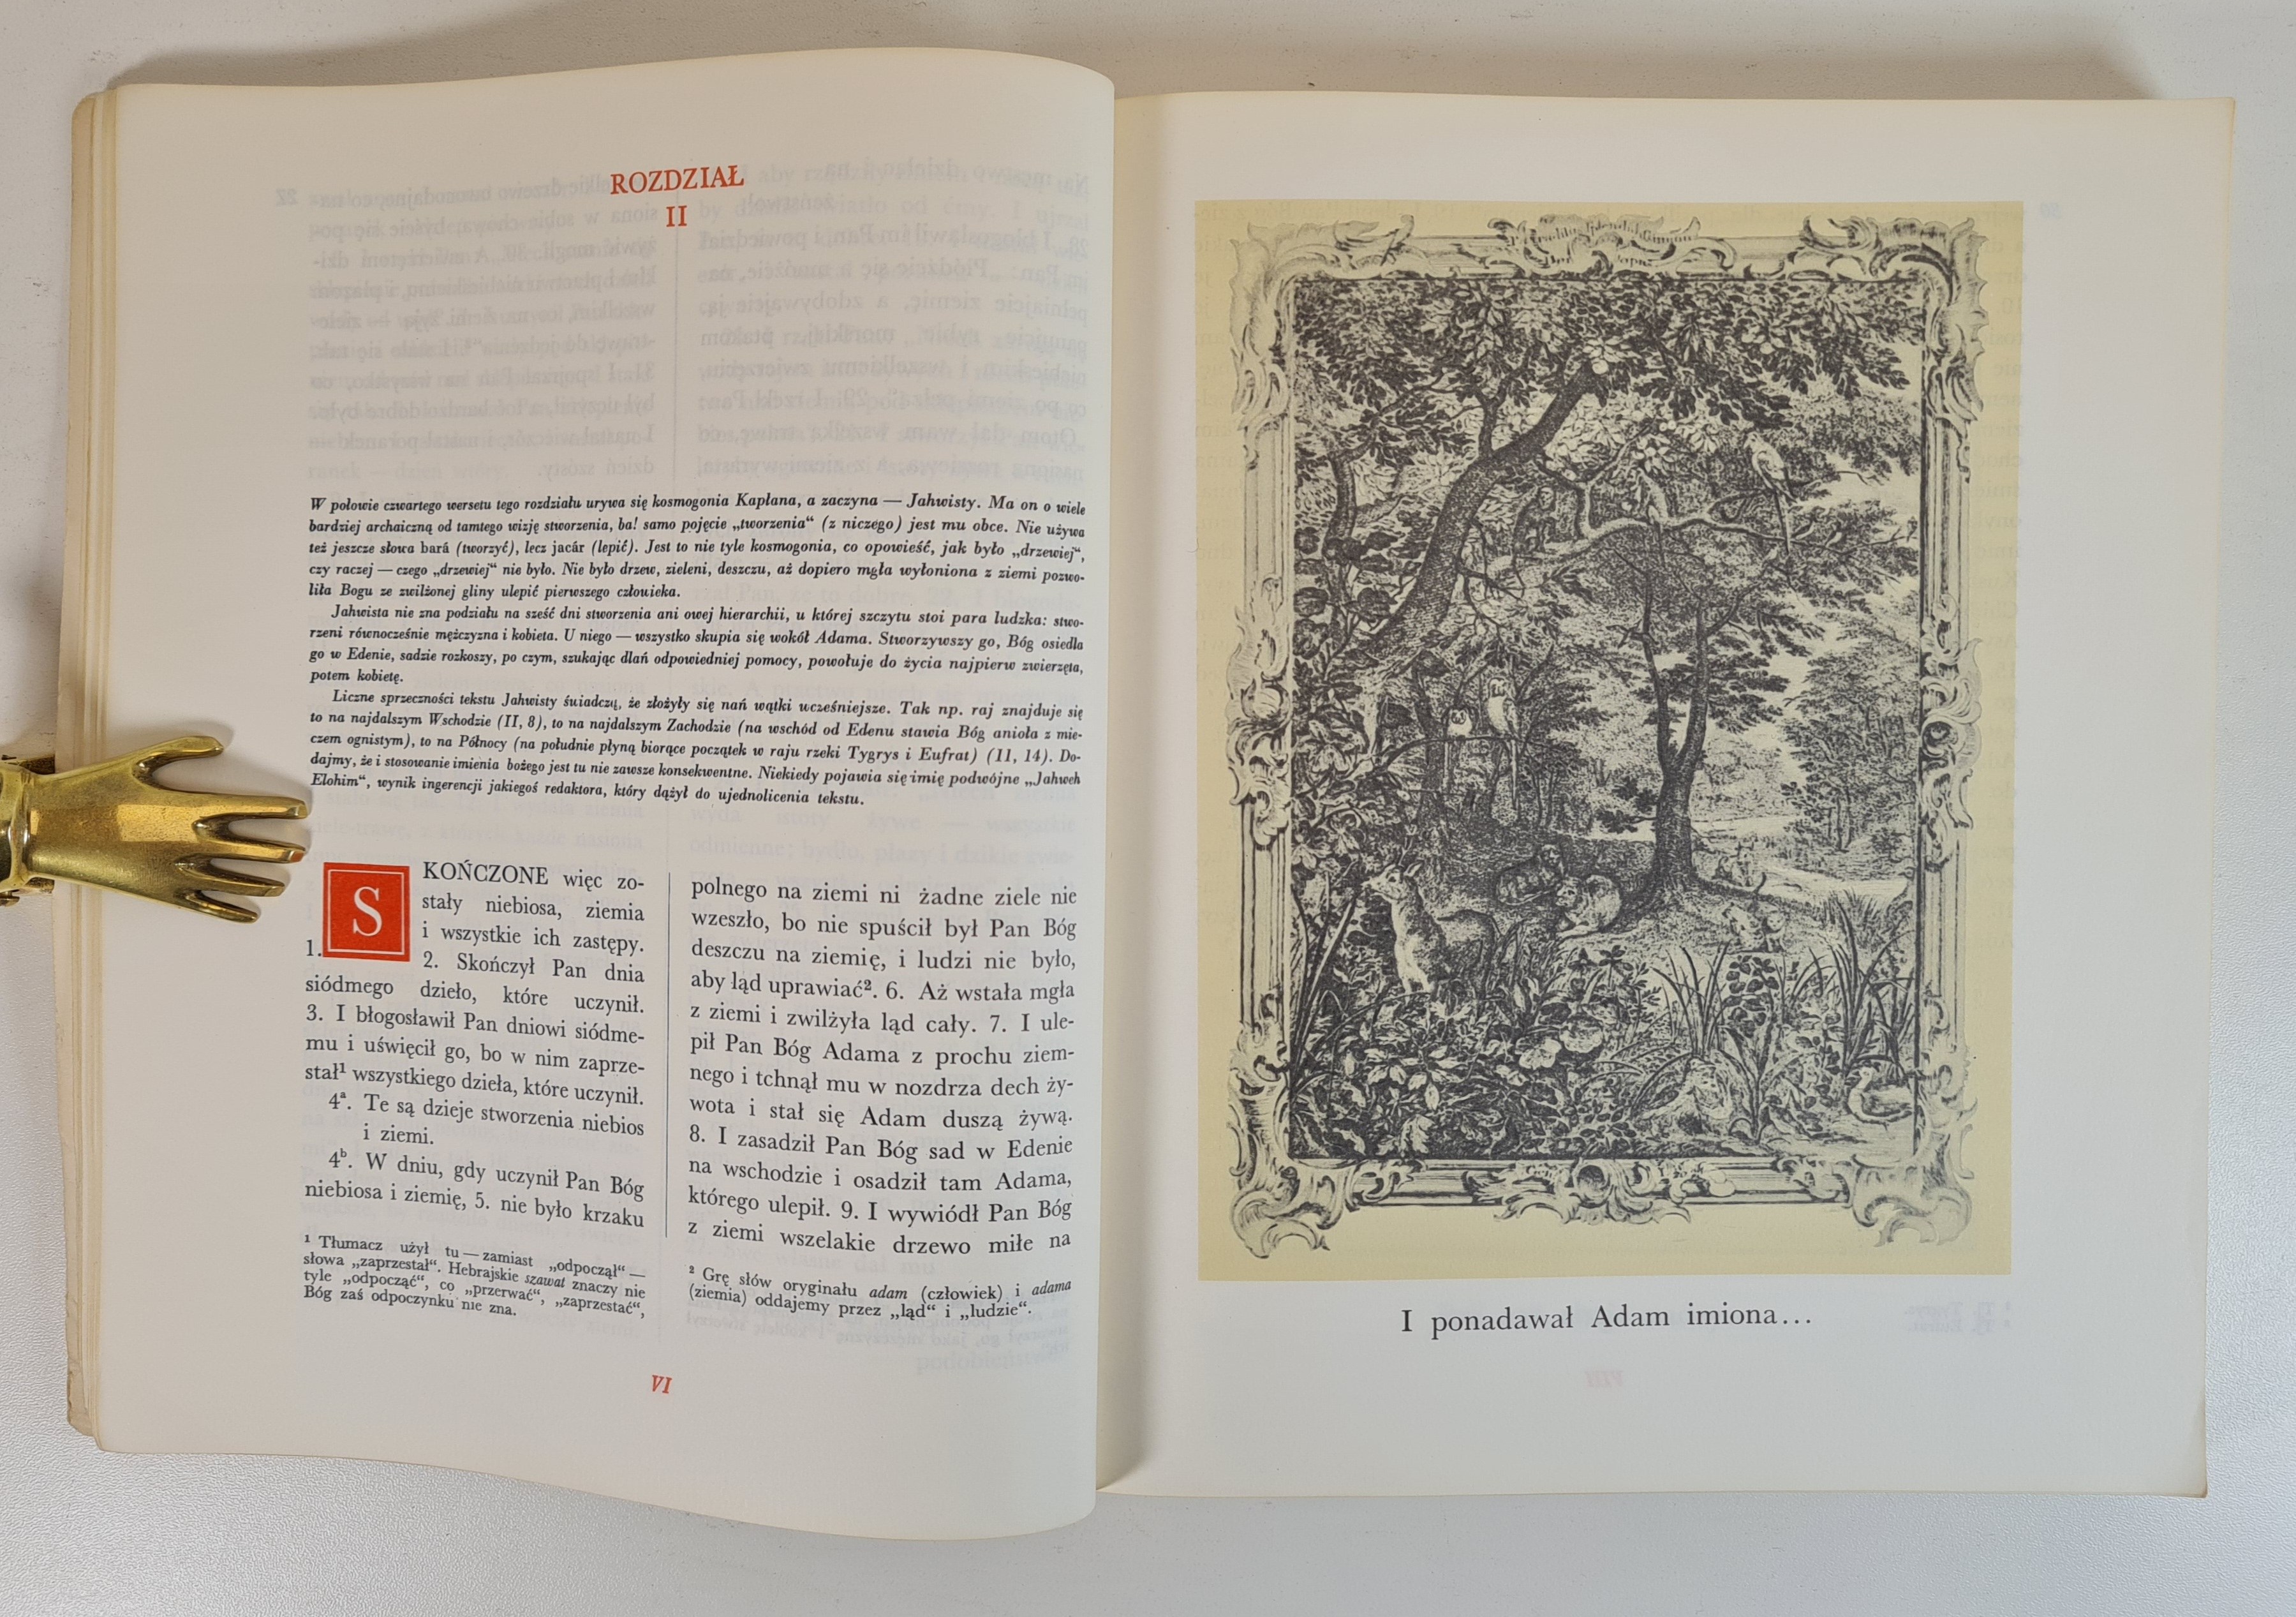 ROZDZIAŁ
II
W połowie czwartego wersetu tego rozdziału urywa się kosmogonia Kapłana, a zaczyna — Jahwisty. Ma on o wiele
bardziej archaiczną od tamtego wizję stworzenia, ba! samo pojęcie „tworzenia“ (z niczego) jest mu obce. Nie używa
też jeszcze słowa bará (tworzyć), lecz jacár (lepić). Jest to nie tyle kosmogonia, co opowieść, jak było „drzewiej“,
czy raczej — czego „drzewiej“ nie było. Nie było drzew, zieleni, deszczu, aż dopiero mgła wyłoniona z ziemi pozwo-
liła Bogu ze zwilżonej gliny ulepić pierwszego człowieka.
Jahwista nie zna podziału na sześć dni stworzenia ani owej hierarchii, u której szczytu stoi para ludzka: stwo-
rzeni równocześnie mężczyzna i kobieta. U niego — wszystko skupia się wokół Adama. Stworzywszy go, Bóg osiedla
go w Edenie, sadzie rozkoszy, po czym, szukając dlań odpowiedniej pomocy, powołuje do życia najpierw zwierzęta,
potem kobietę.
Liczne sprzeczności tekstu Jahwisty świadczą, że złożyły się nań wątki wcześniejsze. Tak np. raj znajduje się
to na najdalszym Wschodzie (II, 8), to na najdalszym Zachodzie (na wschód od Edenu stawia Bóg anioła z mie-
czem ognistym), to na Północy (na południe płyną biorące początek w raju rzeki Tygrys i Eufrat) (11, 14). Do-
dajmy, że i stosowanie imienia bożego jest tu nie zawsze konsekwentne. Niekiedy pojawia się imię podwójne „Jahweh
Elohim“, wynik ingerencji jakiegoś redaktora, który dążył do ujednolicenia tekstu.
SKOŃCZONE więc zo-
stały niebiosa, ziemia
1. i wszystkie ich zastępy.
2. Skończył Pan dnia
siódmego dzieło, które uczynił.
3. I błogosławił Pan dniowi siódme-
mu i uświęcił go, bo w nim zaprze-
stał¹ wszystkiego dzieła, które uczynił.
4ª. Te są dzieje stworzenia niebios
i ziemi.
4ᵇ. W dniu, gdy uczynił Pan Bóg
niebiosa i ziemię, 5. nie było krzaku
¹ Tłumacz użył tu — zamiast „odpoczął“ —
słowa „zaprzestał“. Hebrajskie szawat znaczy nie
tyle „odpocząć“, co „przerwać“, „zaprzestać“,
Bóg zaś odpoczynku nie zna.
polnego na ziemi ni żadne ziele nie
wzeszło, bo nie spuścił był Pan Bóg
deszczu na ziemię, i ludzi nie było,
aby ląd uprawiać². 6. Aż wstała mgła
z ziemi i zwilżyła ląd cały. 7. I ule-
pił Pan Bóg Adama z prochu ziem-
nego i tchnął mu w nozdrza dech ży-
wota i stał się Adam duszą żywą.
8. I zasadził Pan Bóg sad w Edenie
na wschodzie i osadził tam Adama,
którego ulepił. 9. I wywiódł Pan Bóg
z ziemi wszelakie drzewo miłe na
² Grę słów oryginału adam (człowiek) i adama
(ziemia) oddajemy przez „ląd“ i „ludzie“.
VI
I ponadawał Adam imiona...